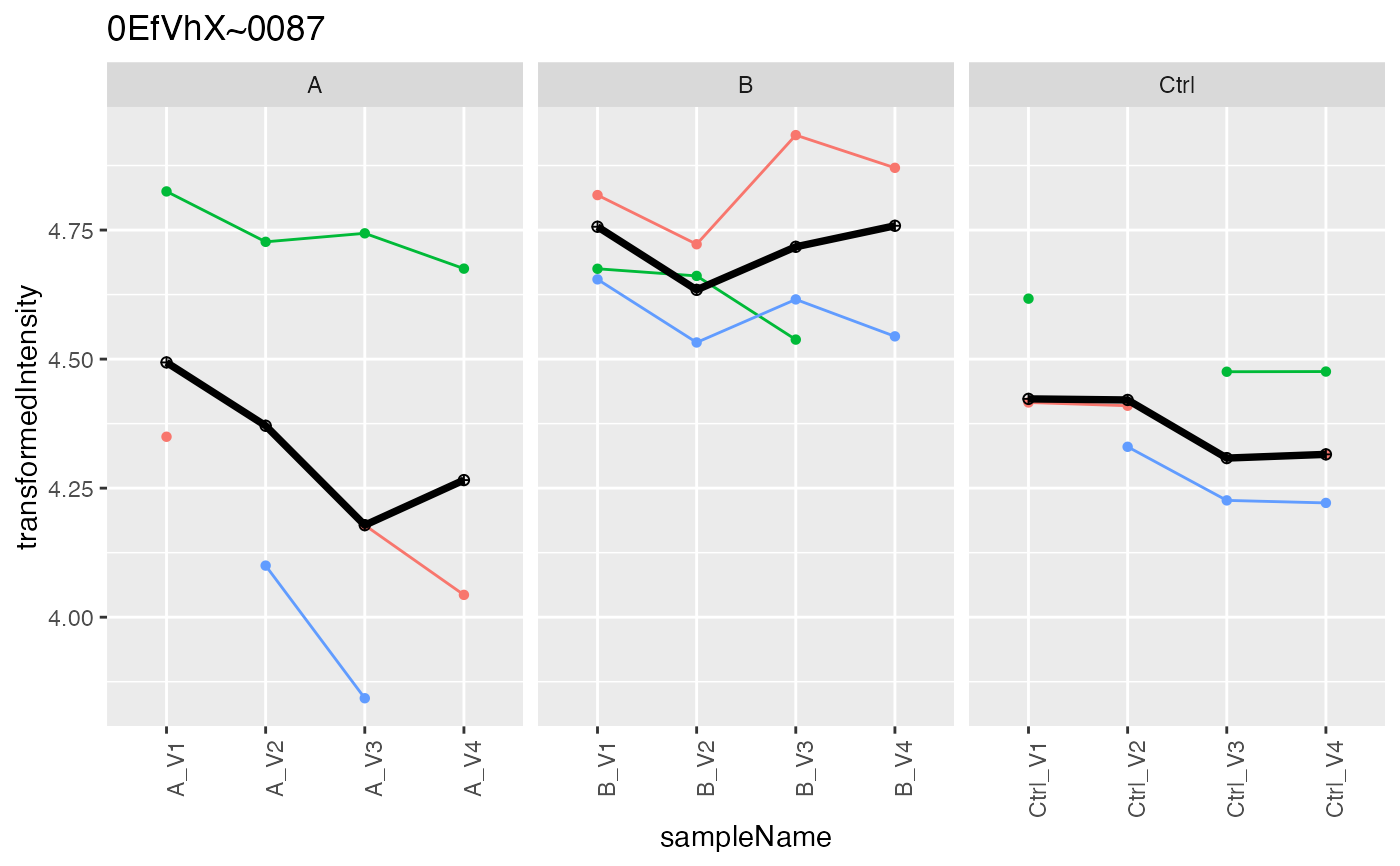 0EfVhX~0087
A
B
Ctrl
transformedIntensity
4.75
4.50
4.25
4.00
A_V1
A_V2
A_V3
A_V4
B_V1
B_V2
B_V3
B_V4
Ctrl_V1
Ctrl_V2
Ctrl_V3
Ctrl_V4
sampleName